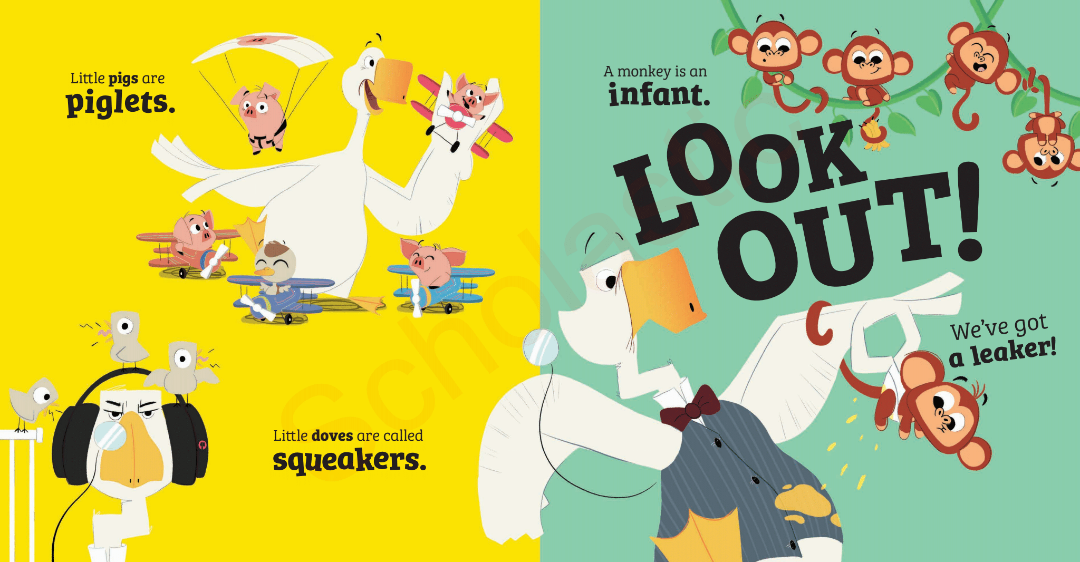 Little pigs are
piglets.
Little doves are called
squeakers.
A monkey is an
infant.
LOOK
OUT!
We've got
a leaker!
Scholastic